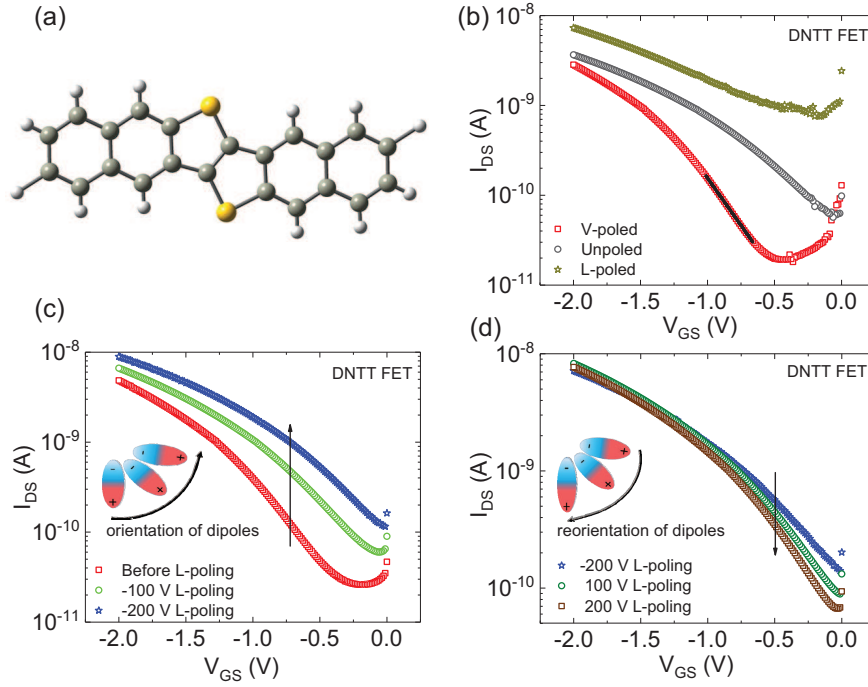 (a)
(b)
10⁻⁸
10⁻⁹
10⁻¹⁰
10⁻¹¹
I_DS (A)
DNTT FET
V-poled
Unpoled
L-poled
-2.0 -1.5 -1.0 -0.5 0.0
V_GS (V)
(c)
10⁻⁸
10⁻⁹
10⁻¹⁰
10⁻¹¹
I_DS (A)
DNTT FET
- - -
+ + +
orientation of dipoles
Before L-poling
-100 V L-poling
-200 V L-poling
-2.0 -1.5 -1.0 -0.5 0.0
V_GS (V)
(d)
10⁻⁸
10⁻⁹
10⁻¹⁰
I_DS (A)
DNTT FET
- - -
+ + +
reorientation of dipoles
-200 V L-poling
100 V L-poling
200 V L-poling
-2.0 -1.5 -1.0 -0.5 0.0
V_GS (V)